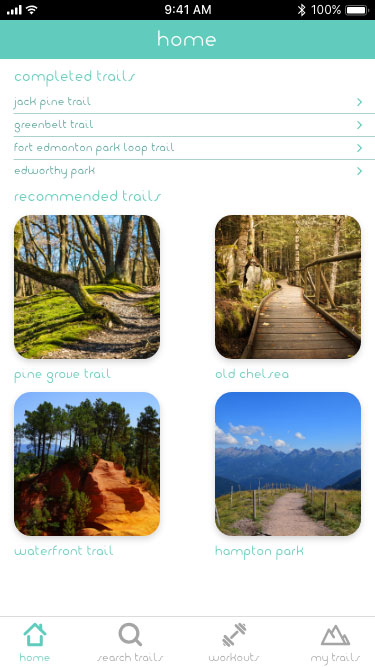 9:41 AM 100%
home
completed trails
jack pine trail
greenbelt trail
fort edmonton park loop trail
edworthy park
recommended trails
pine grove trail old chelsea
waterfront trail hampton park
home search trails workouts my trails